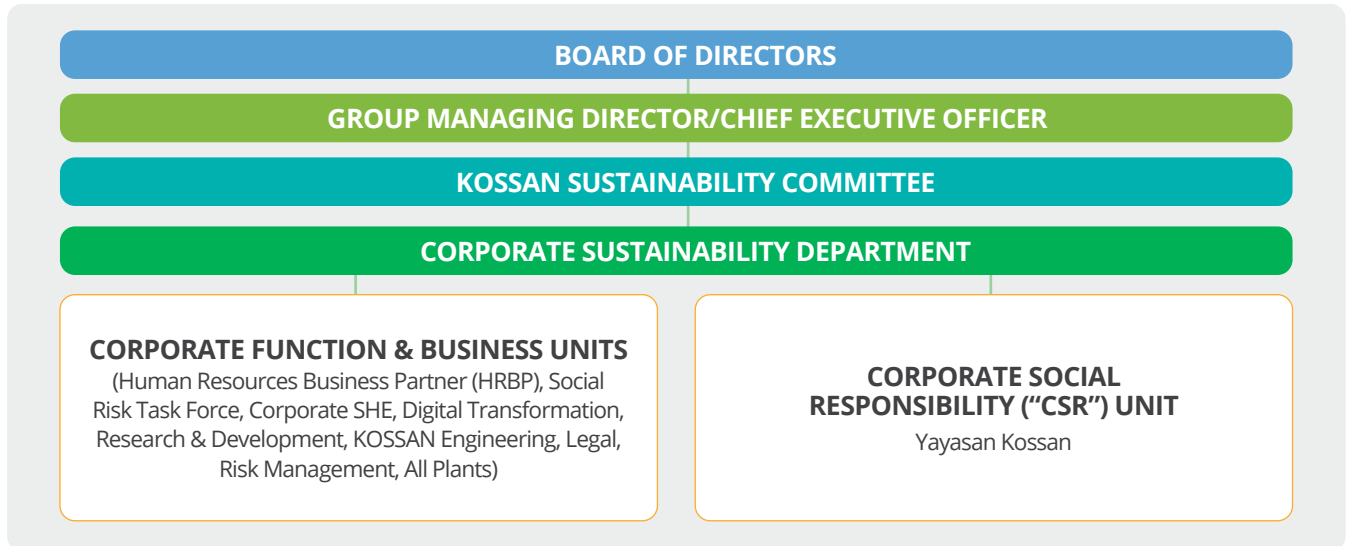 BOARD OF DIRECTORS
GROUP MANAGING DIRECTOR/CHIEF EXECUTIVE OFFICER
KOSSAN SUSTAINABILITY COMMITTEE
CORPORATE SUSTAINABILITY DEPARTMENT
CORPORATE FUNCTION & BUSINESS UNITS
(Human Resources Business Partner (HRBP), Social
Risk Task Force, Corporate SHE, Digital Transformation,
Research & Development, KOSSAN Engineering, Legal,
Risk Management, All Plants)
CORPORATE SOCIAL
RESPONSIBILITY (“CSR”) UNIT
Yayasan Kossan